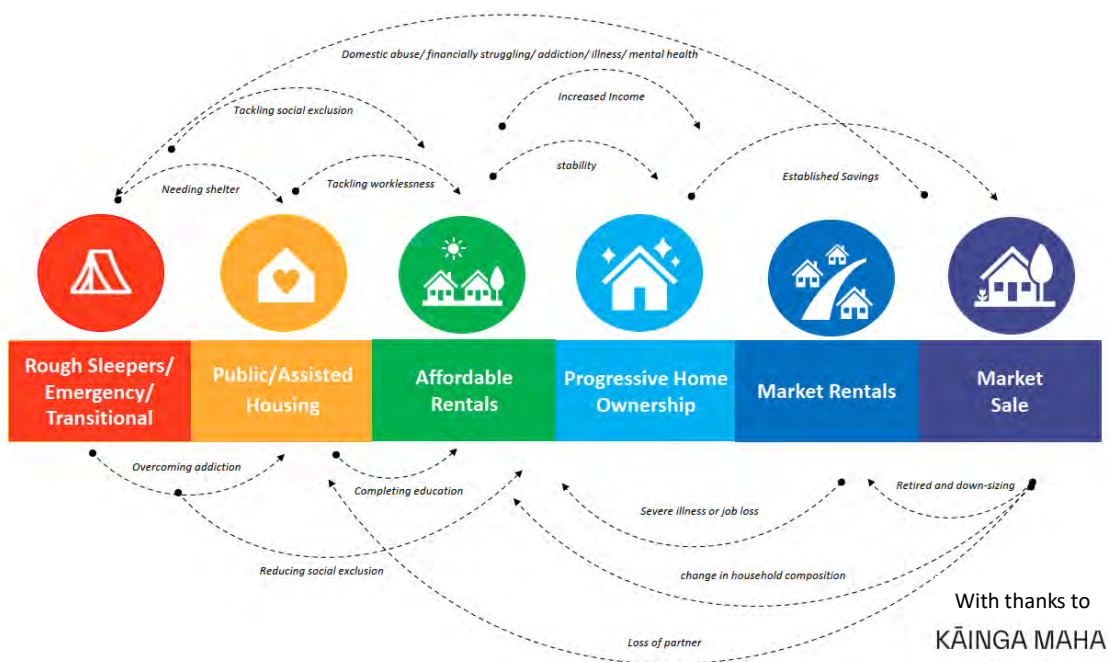 Domestic abuse/ financially struggling/ addiction/ illness/ mental health
Increased Income
Tackling social exclusion
stability
Established Savings
Needing shelter
Tackling worklessness
Rough Sleepers/
Emergency/
Transitional
Public/Assisted
Housing
Affordable
Rentals
Progressive Home
Ownership
Market Rentals
Market
Sale
Overcoming addiction
Completing education
Severe illness or job loss
Retired and down-sizing
Reducing social exclusion
change in household composition
Loss of partner
With thanks to
KĀINGA MAHA